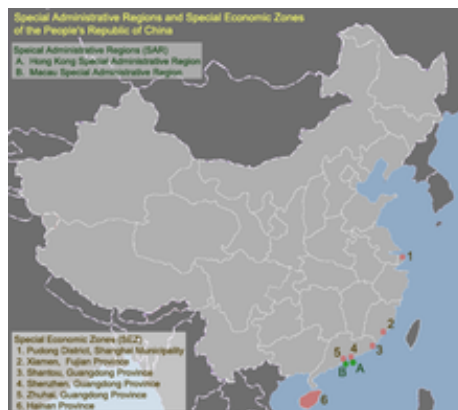 Special Administrative Regions and Special Economic Zones
of the People's Republic of China
Speical Administrative Regions (SAR)
A. Hong Kong Special Administrative Region
B. Macau Special Administrative Region
1
2
3
4
5
A
B
6
Special Economic Zones (SEZ)
1. Pudong District, Shanghai Municipality
2. Xiamen, Fujian Province
3. Shantou, Guangdong Province
4. Shenzhen, Guangdong Province
5. Zhuhai, Guangdong Province
6. Hainan Province